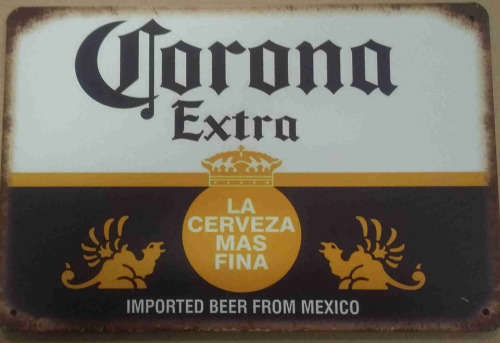 Corona
Extra
LA
CERVEZA
MAS
FINA
IMPORTED BEER FROM MEXICO